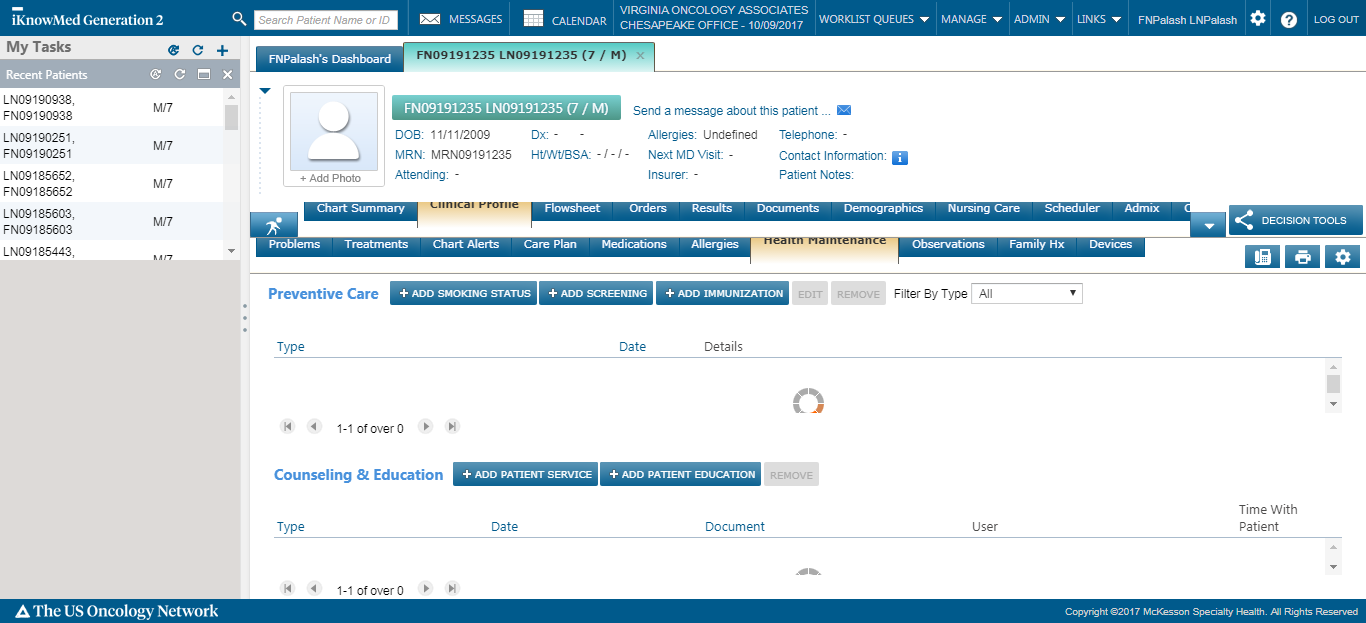 iKnowMed Generation 2
Search Patient Name or ID
MESSAGES
CALENDAR
VIRGINIA ONCOLOGY ASSOCIATES
CHESAPEAKE OFFICE - 10/09/2017
WORKLIST QUEUES
MANAGE
ADMIN
LINKS
FNPalash LNPalash
LOG OUT
My Tasks
Recent Patients
LN09190938,
FN09190938
M/7
LN09190251,
FN09190251
M/7
LN09185652,
FN09185652
M/7
LN09185603,
FN09185603
M/7
LN09185443,
M/7
FNPalash's Dashboard
FN09191235 LN09191235 (7 / M)
+ Add Photo
FN09191235 LN09191235 (7 / M)
Send a message about this patient ...
DOB: 11/11/2009
Dx: - -
Allergies: Undefined
Telephone: -
MRN: MRN09191235
Ht/Wt/BSA: - / - / -
Next MD Visit: -
Contact Information:
Attending: -
Insurer: -
Patient Notes:
Chart Summary
Clinical Profile
Flowsheet
Orders
Results
Documents
Demographics
Nursing Care
Scheduler
Admix
DECISION TOOLS
Problems
Treatments
Chart Alerts
Care Plan
Medications
Allergies
Health Maintenance
Observations
Family Hx
Devices
Preventive Care
+ ADD SMOKING STATUS
+ ADD SCREENING
+ ADD IMMUNIZATION
EDIT
REMOVE
Filter By Type
All
Type
Date
Details
1-1 of over 0
Counseling & Education
+ ADD PATIENT SERVICE
+ ADD PATIENT EDUCATION
REMOVE
Type
Date
Document
User
Time With
Patient
1-1 of over 0
The US Oncology Network
Copyright ©2017 McKesson Specialty Health. All Rights Reserved